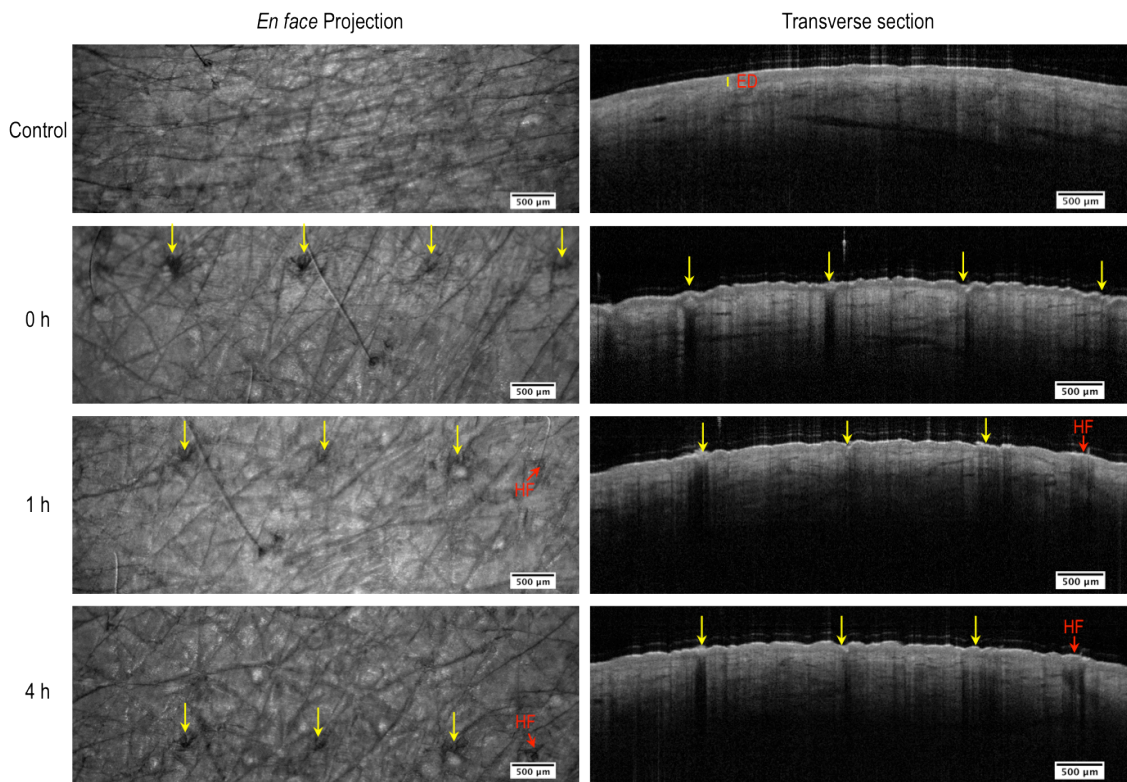 En face Projection
Transverse section
Control
ED
500 µm
500 µm
0 h
500 µm
500 µm
1 h
HF
HF
500 µm
500 µm
4 h
HF
HF
500 µm
500 µm